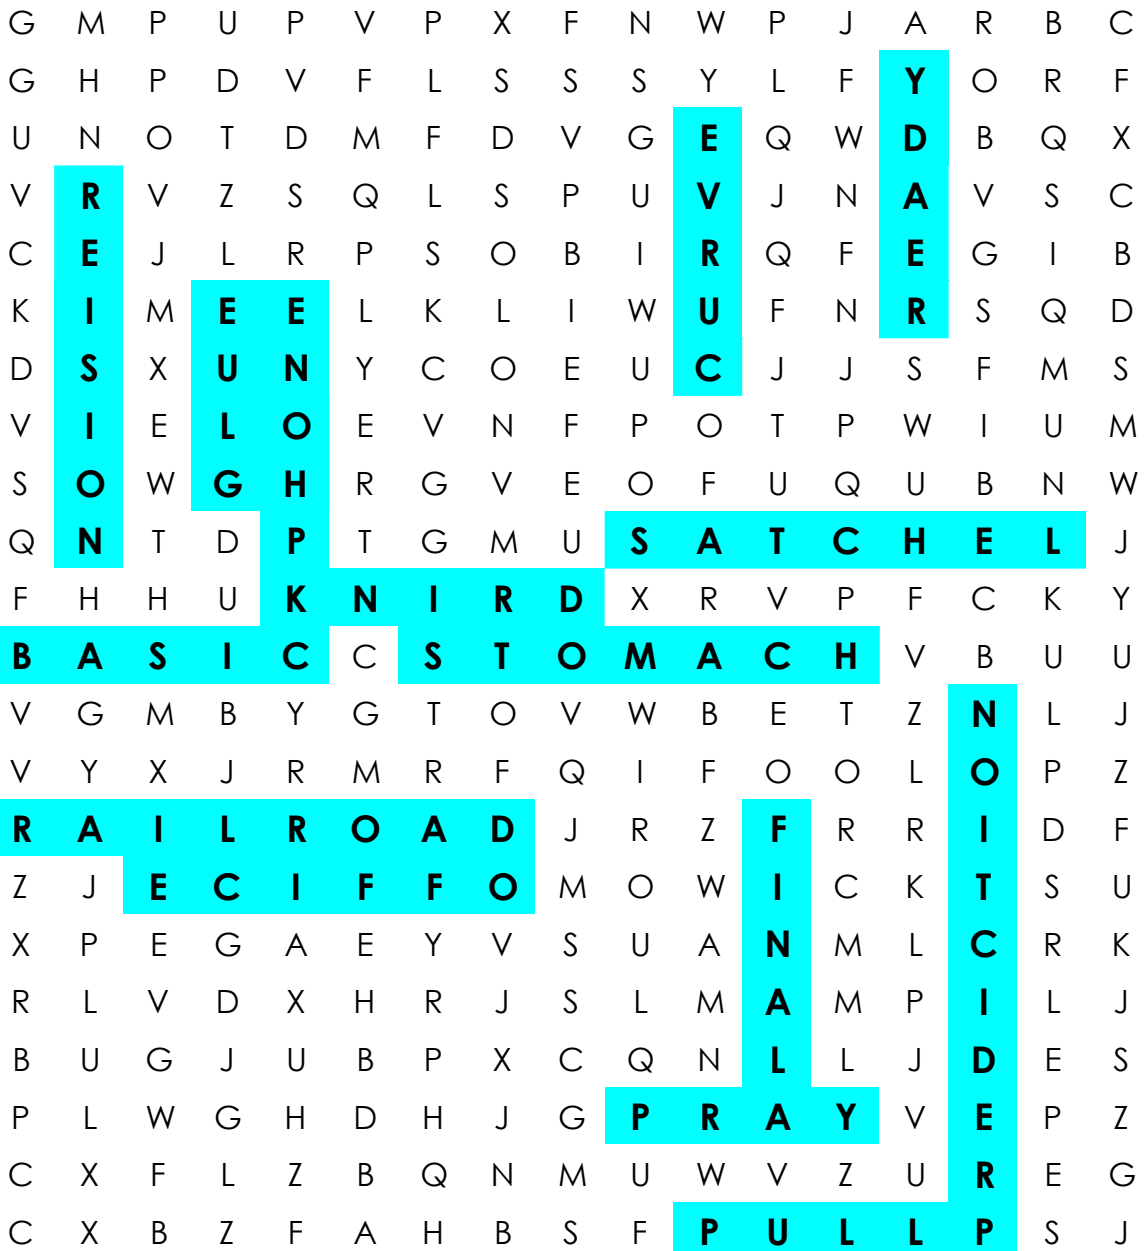 G M P U P V P X F N W P J A R B C
G H P D V F L S S S Y L F Y O R F
U N O T D M F D V G E Q W D B Q X
V R V Z S Q L S P U V J N A V S C
C E J L R P S O B I R Q F E G I B
K I M E E L K L I W U F N R S Q D
D S X U N Y C O E U C J J S F M S
V I E L O E V N F P O T P W I U M
S O W G H R G V E O F U Q U B N W
Q N T D P T G M U S A T C H E L J
F H H U K N I R D X R V P F C K Y
B A S I C C S T O M A C H V B U U
V G M B Y G T O V W B E T Z N L J
V Y X J R M R F Q I F O O L O P Z
R A I L R O A D J R Z F R R I D F
Z J E C I F F O M O W I C K T S U
X P E G A E Y V S U A N M L C R K
R L V D X H R J S L M A M P I L J
B U G J U B P X C Q N L L J D E S
P L W G H D H J G P R A Y V E P Z
C X F L Z B Q N M U W V Z U R E G
C X B Z F A H B S F P U L L P S J